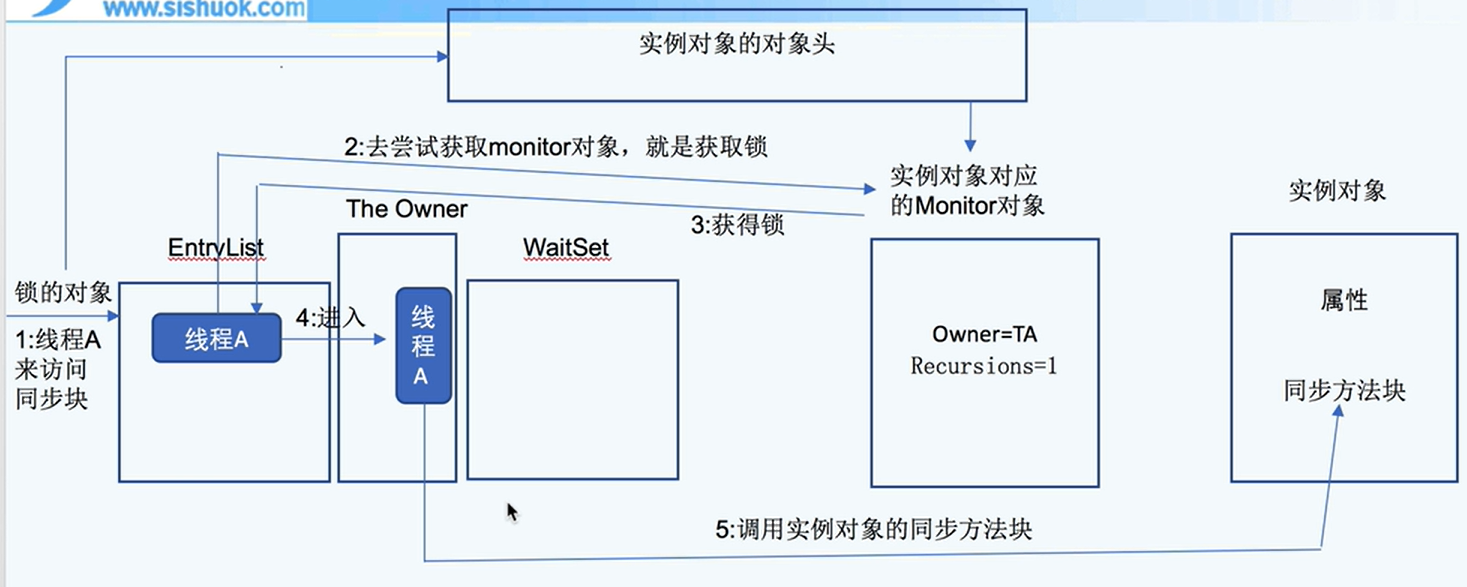 www.sishuok.com
实例对象的对象头
2:去尝试获取monitor对象，就是获取锁
实例对象对应
的Monitor对象
实例对象
The Owner
3:获得锁
EntryList
WaitSet
锁的对象
4:进入
线程A
线
程
A
1:线程A
来访问
同步块
属性
Owner=TA
Recursions=1
同步方法块
5:调用实例对象的同步方法块